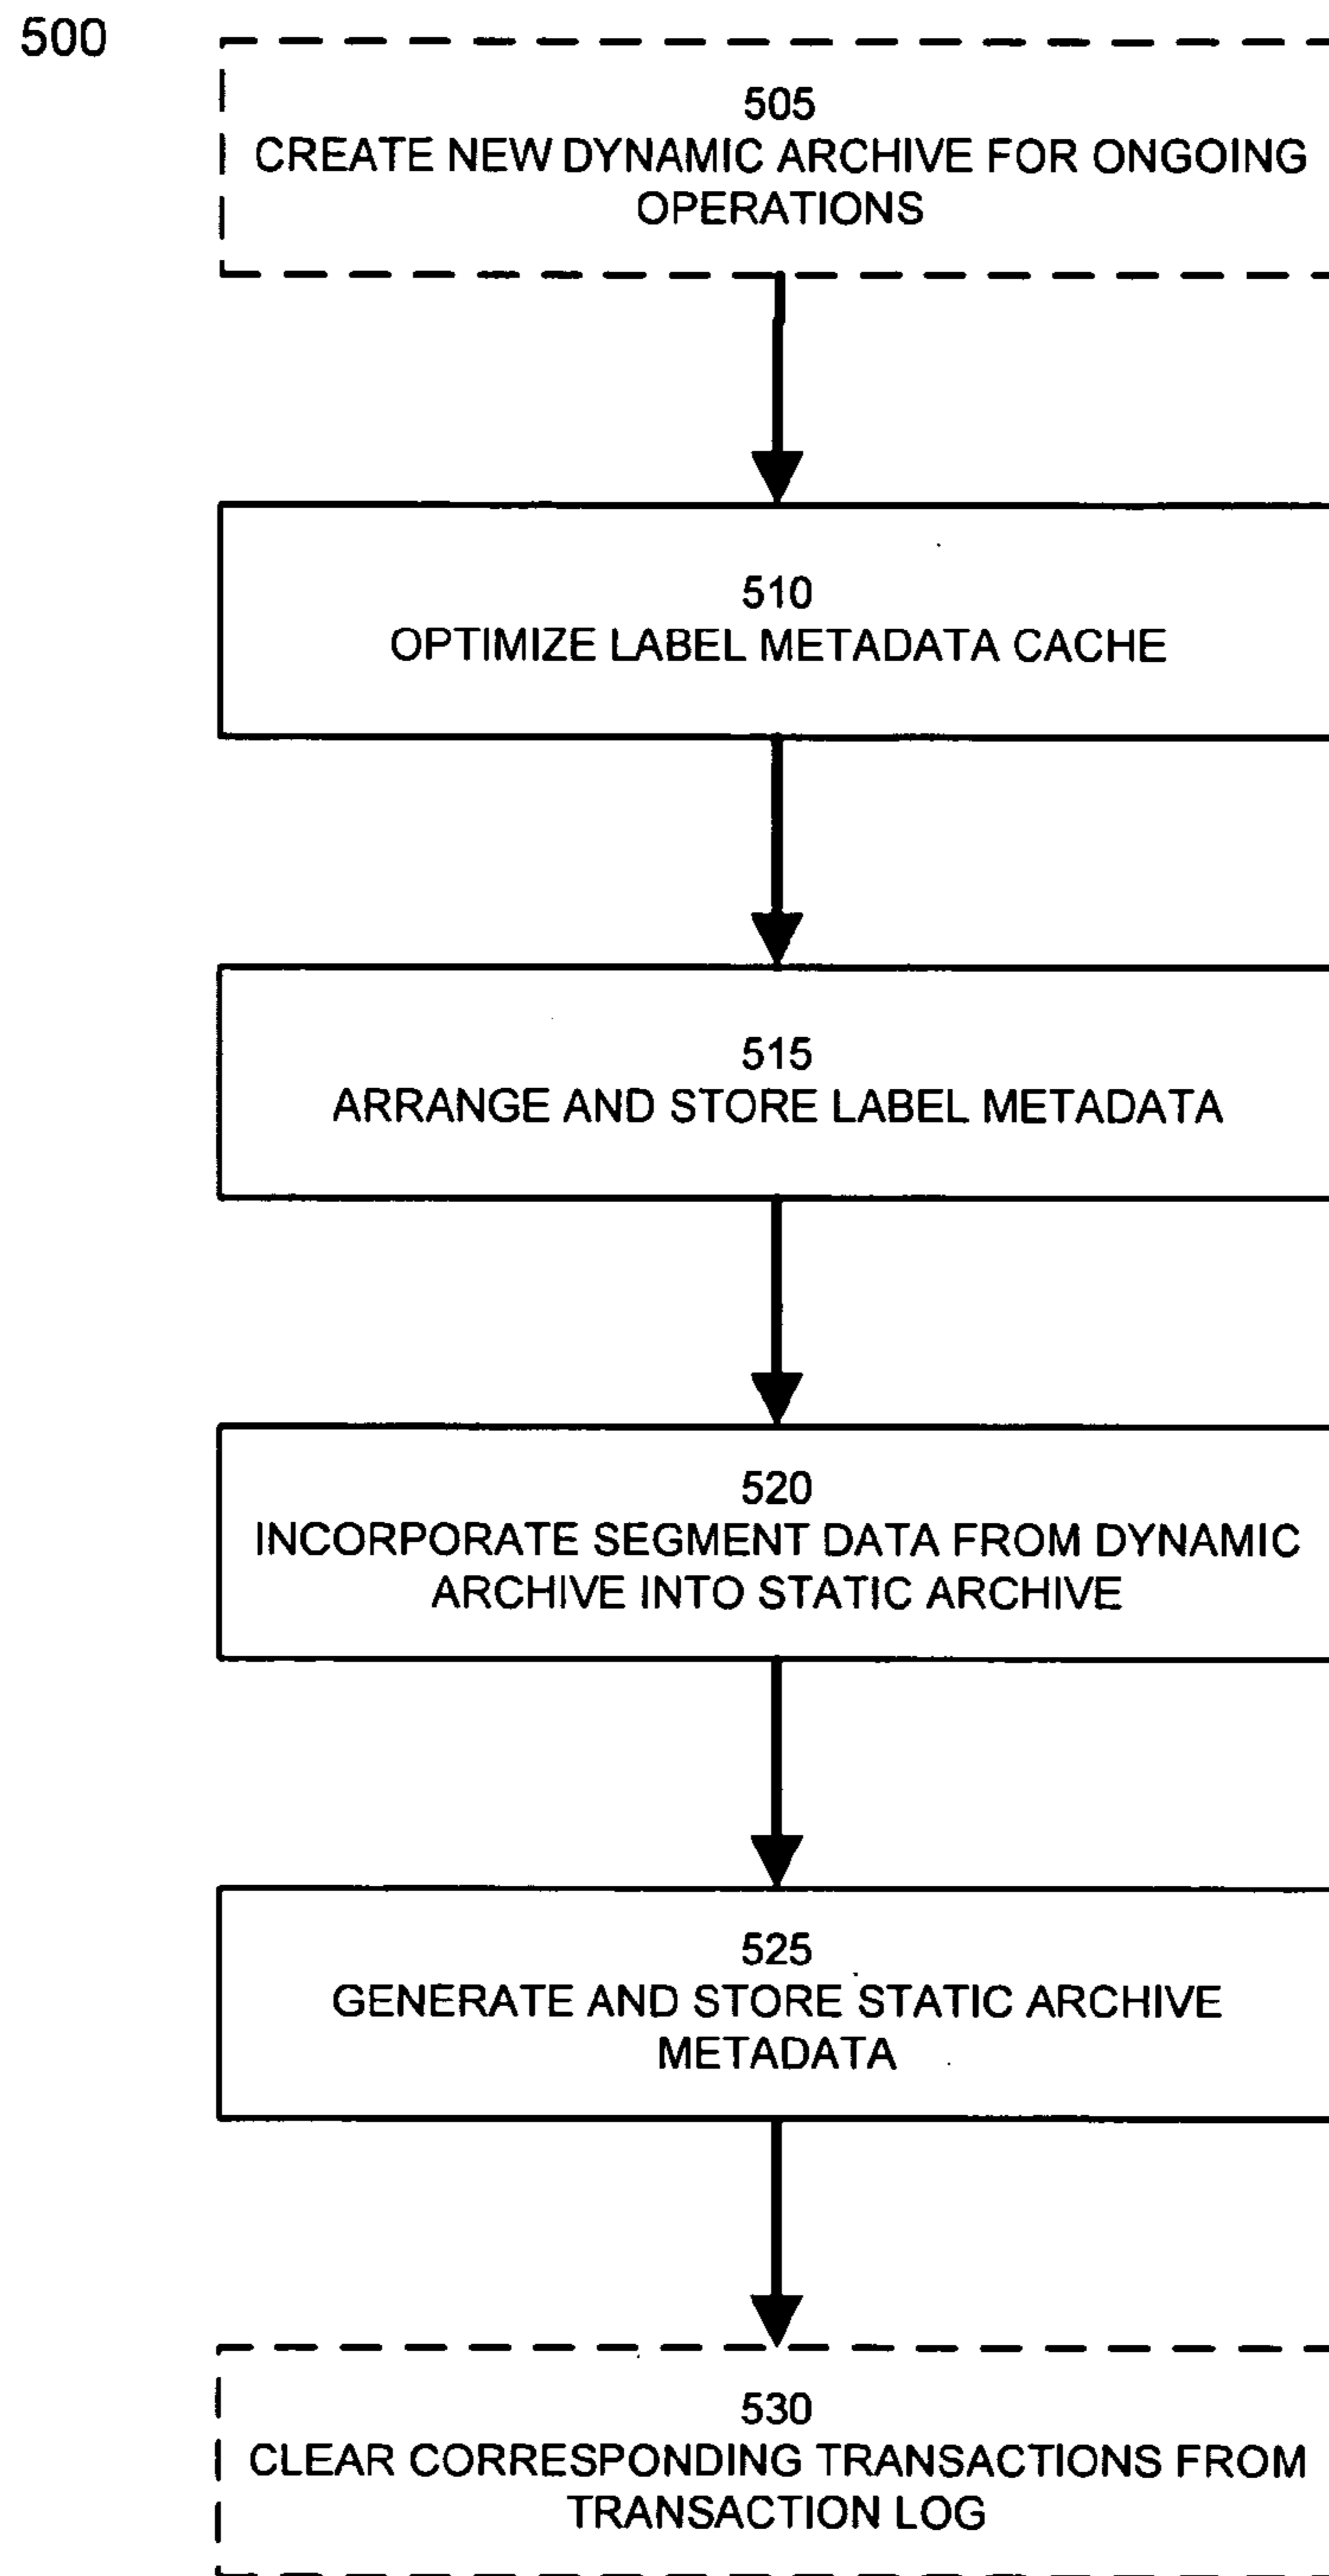 500
505
CREATE NEW DYNAMIC ARCHIVE FOR ONGOING
OPERATIONS
510
OPTIMIZE LABEL METADATA CACHE
515
ARRANGE AND STORE LABEL METADATA
520
INCORPORATE SEGMENT DATA FROM DYNAMIC
ARCHIVE INTO STATIC ARCHIVE
525
GENERATE AND STORE STATIC ARCHIVE
METADATA
530
CLEAR CORRESPONDING TRANSACTIONS FROM
TRANSACTION LOG